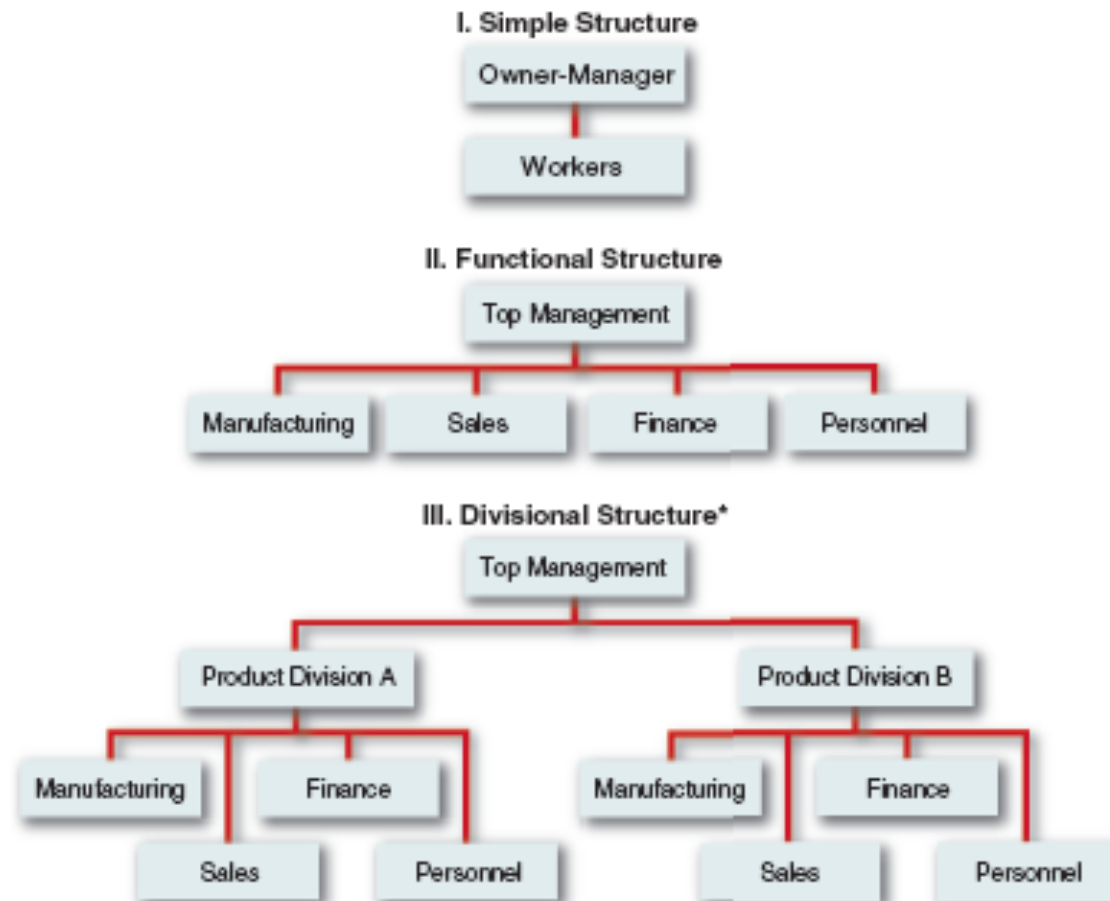 I. Simple Structure
Owner-Manager
Workers
II. Functional Structure
Top Management
Manufacturing
Sales
Finance
Personnel
III. Divisional Structure*
Top Management
Product Division A
Product Division B
Manufacturing
Finance
Manufacturing
Finance
Sales
Personnel
Sales
Personnel